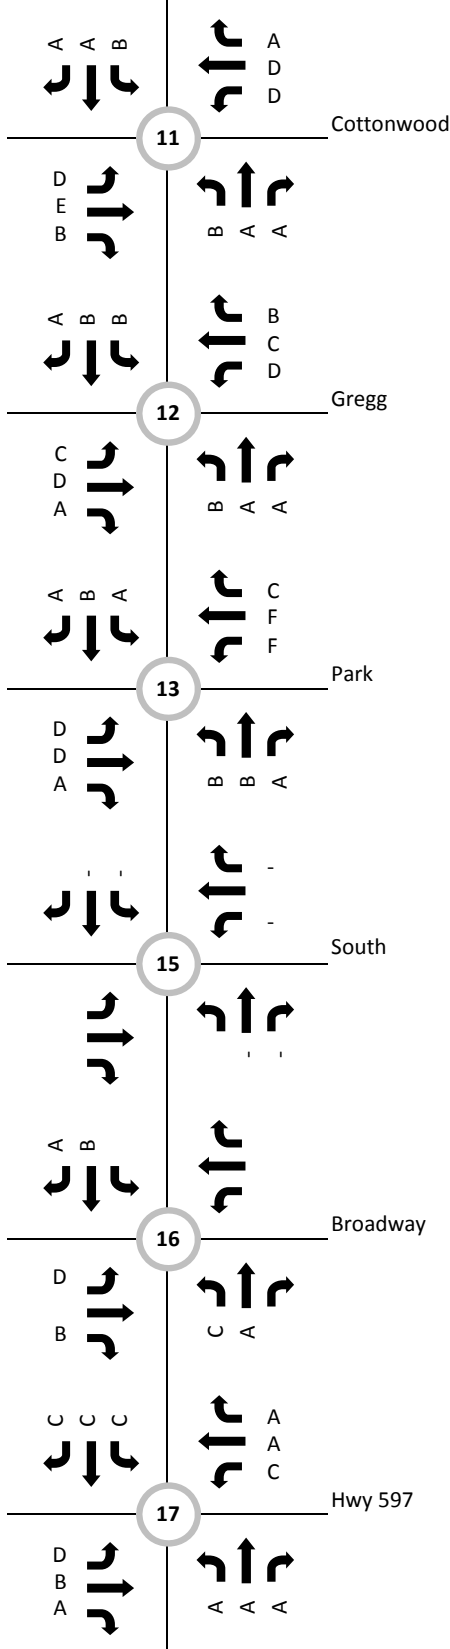 A A B
A
D
D
Cottonwood
11
D
E
B
B A A
A B B
B
C
D
Gregg
12
C
D
A
B A A
A B A
C
F
F
Park
13
D
D
A
B B A
- -
-
-
South
15
- -
A B
Broadway
16
D
B
C A
C C C
A
A
C
Hwy 597
17
D
B
A
A A A